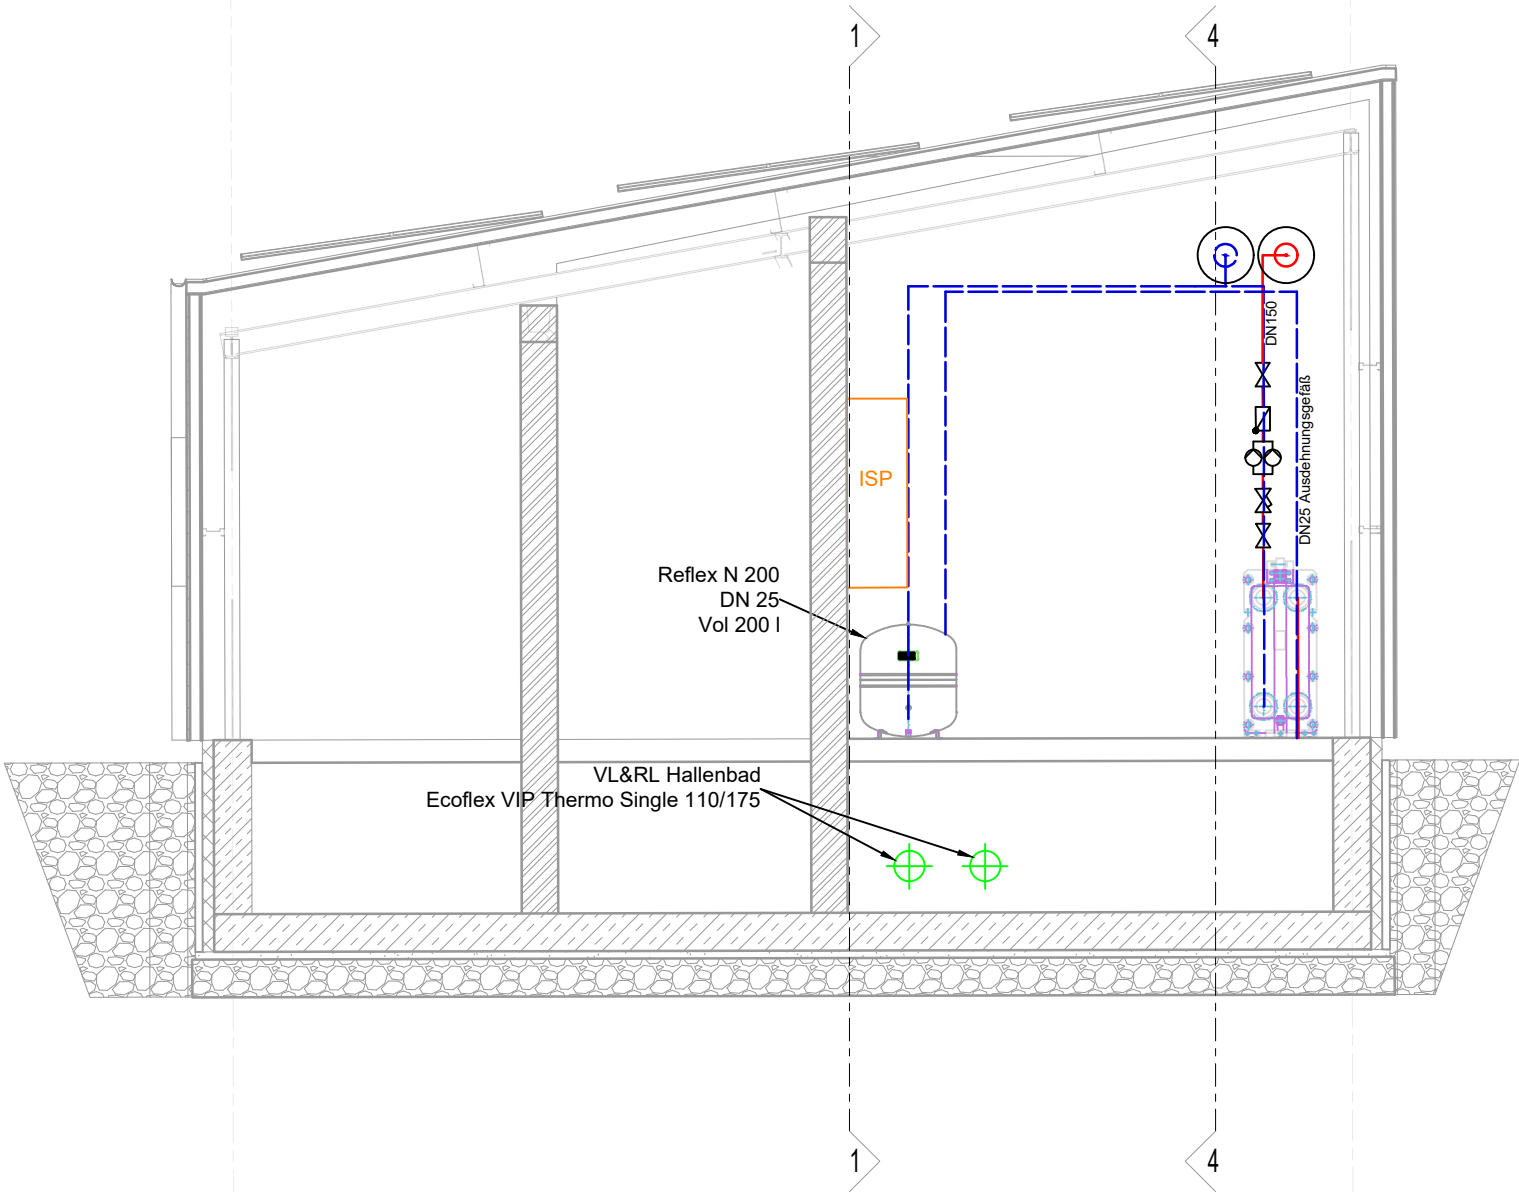 1
4
DN150
DN25 Ausdehnungsgefäß
ISP
Reflex N 200
DN 25
Vol 200 l
VL&RL Hallenbad
Ecoflex VIP Thermo Single 110/175
1
4